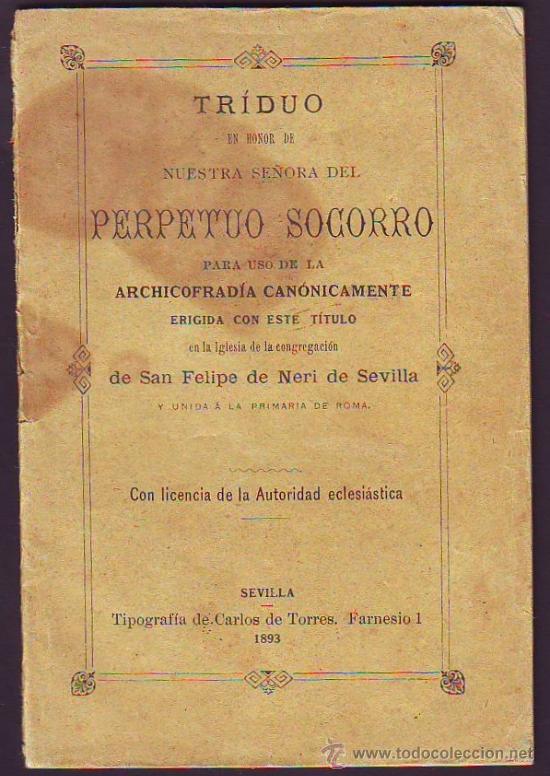 TRÍDUO
EN HONOR DE
NUESTRA SEÑORA DEL
PERPETUO SOCORRO
PARA USO DE LA
ARCHICOFRADÍA CANÓNICAMENTE
ERIGIDA CON ESTE TÍTULO
en la Iglesia de la congregación
de San Felipe de Neri de Sevilla
Y UNIDA Á LA PRIMARIA DE ROMA.
Con licencia de la Autoridad eclesiástica
SEVILLA
Tipografía de Carlos de Torres. Farnesio 1
1893
www.todocoleccion.net